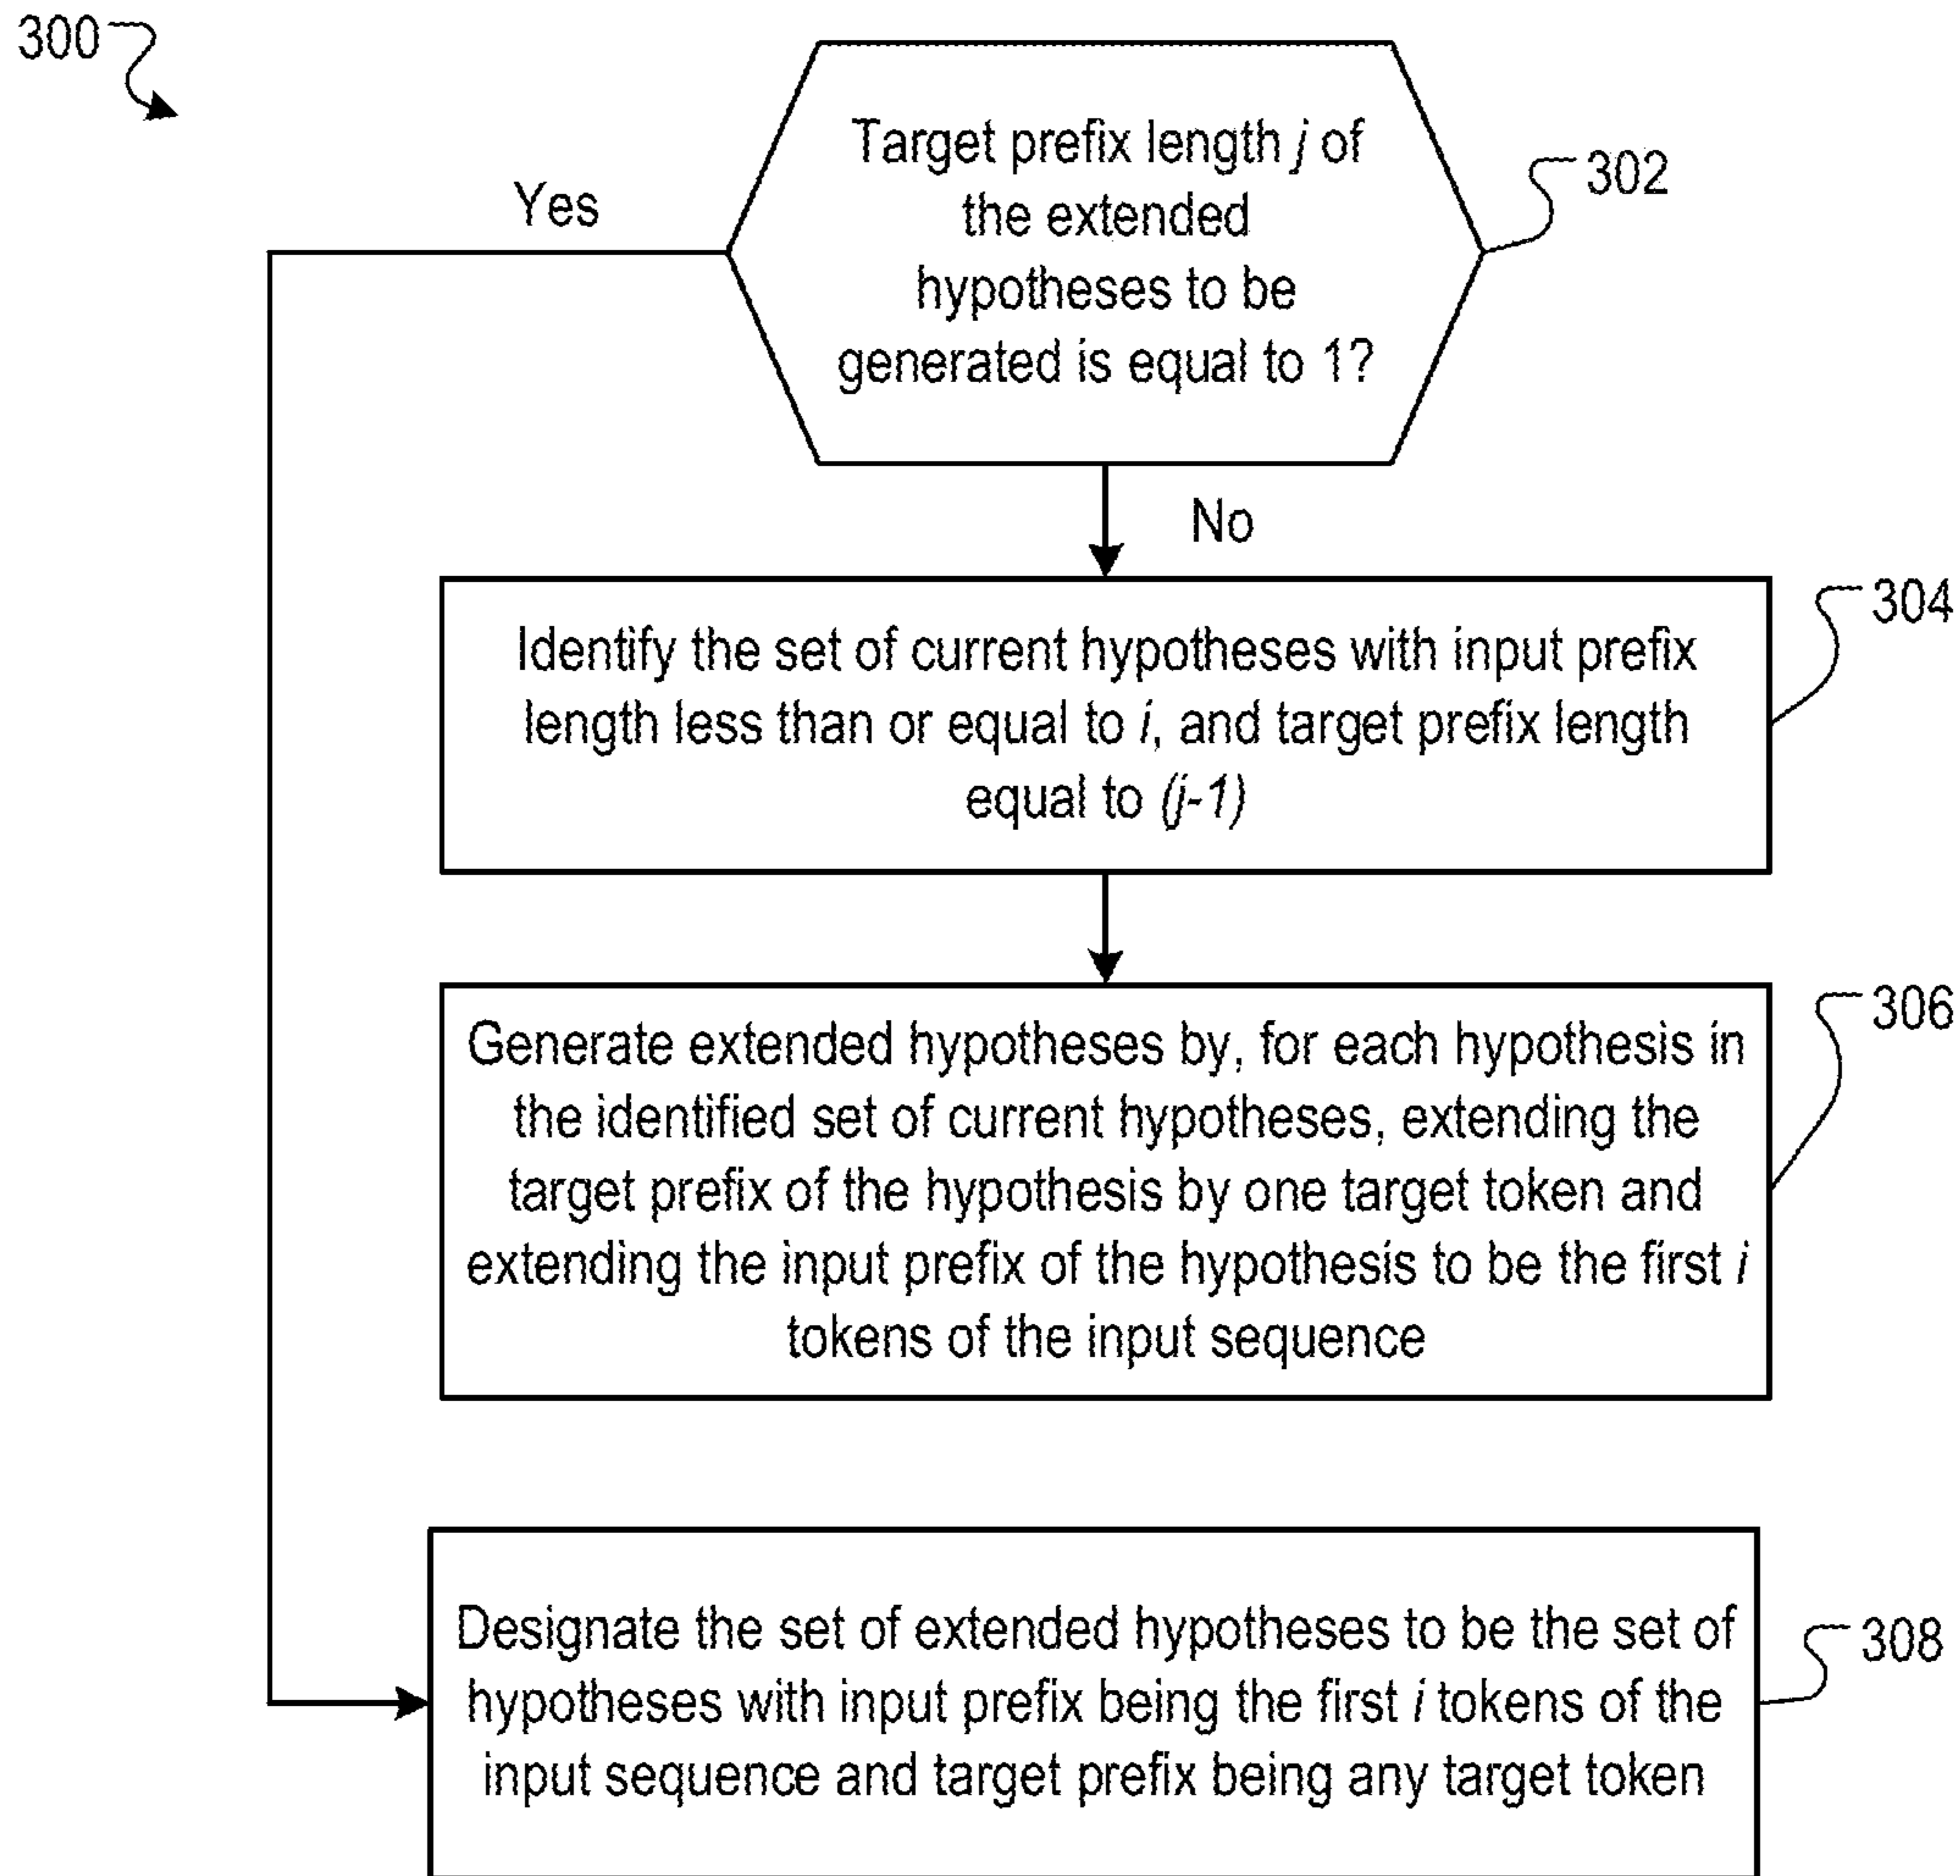 300
Target prefix length j of
the extended
hypotheses to be
generated is equal to 1?
302
Yes
No
304
Identify the set of current hypotheses with input prefix
length less than or equal to i, and target prefix length
equal to (j-1)
306
Generate extended hypotheses by, for each hypothesis in
the identified set of current hypotheses, extending the
target prefix of the hypothesis by one target token and
extending the input prefix of the hypothesis to be the first i
tokens of the input sequence
308
Designate the set of extended hypotheses to be the set of
hypotheses with input prefix being the first i tokens of the
input sequence and target prefix being any target token